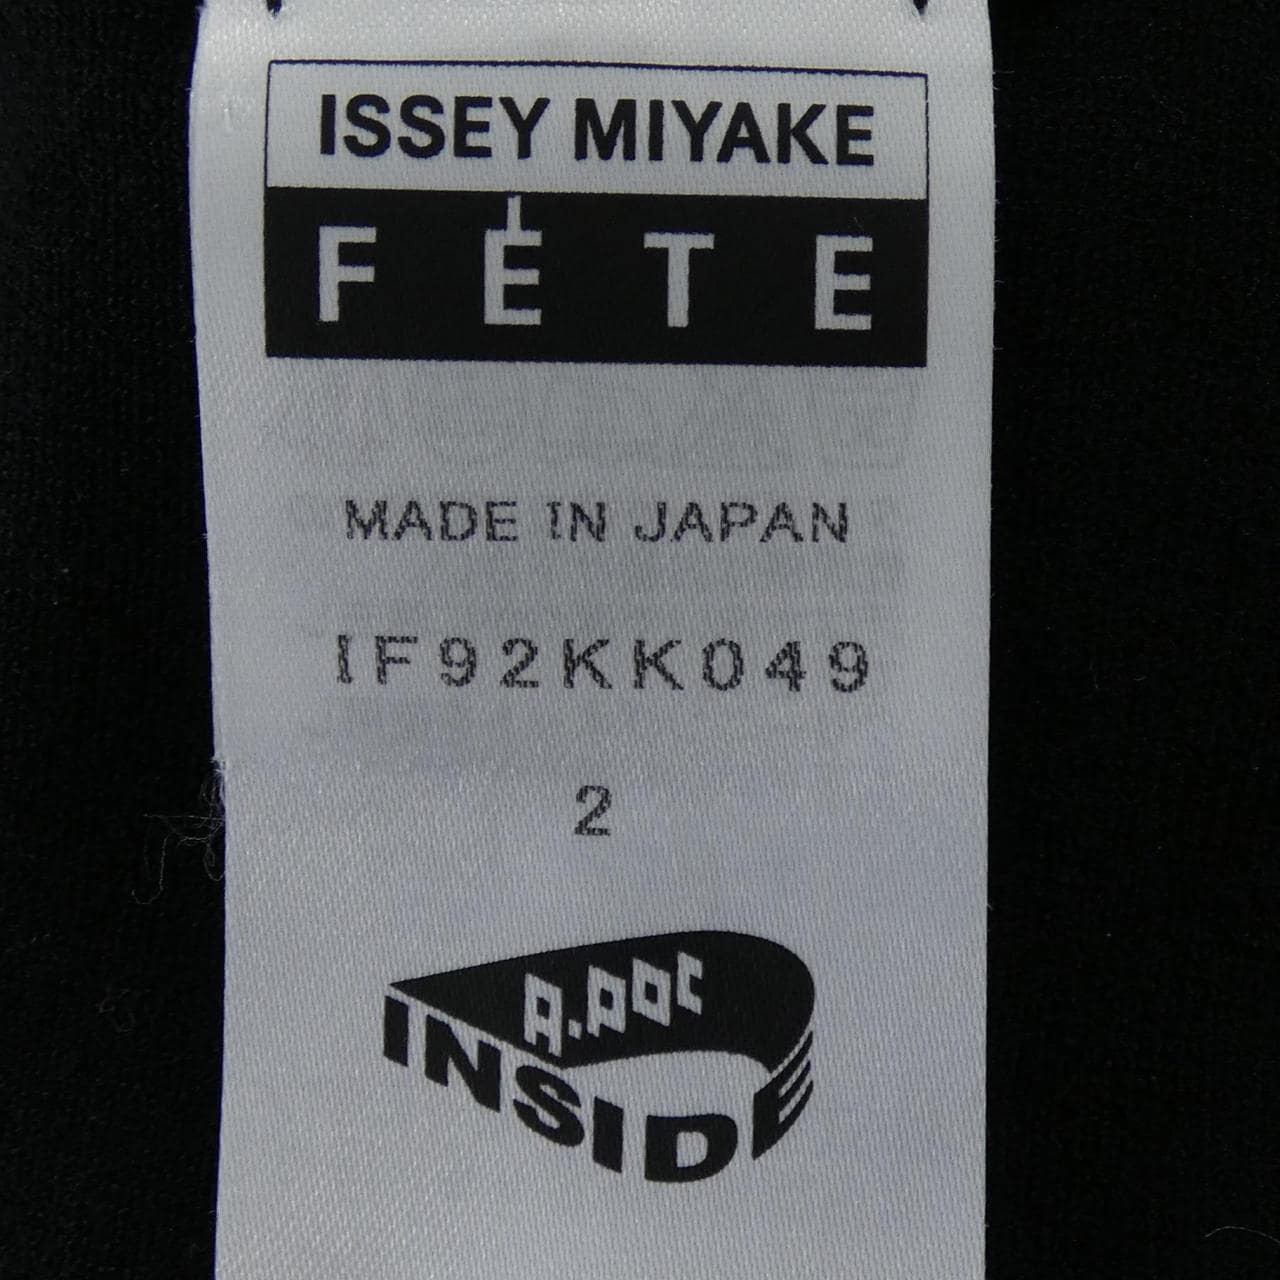 ISSEY MIYAKE
FÊTE
MADE IN JAPAN
IF92KK049
2
A.POC
INSIDE